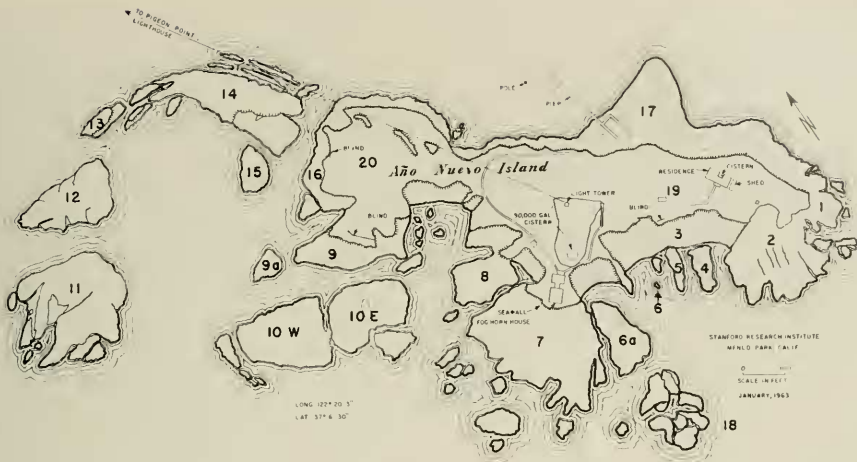 TO PIGEON POINT
LIGHTHOUSE
POLE
PIER
14
17
13
BLIND
20
16
Año Nuevo Island
15
RESIDENCE
CISTERN
SHED
19
12
LIGHT TOWER
BLIND
BLIND
1
50,000 GAL
CISTERN
3
2
9
9a
8
5
4
11
6
10 W
10 E
SEAWALL
FOG HORN HOUSE
7
6a
STANFORD RESEARCH INSTITUTE
MENLO PARK, CALIF
0
SCALE IN FEET
JANUARY, 1963
LONG 122° 20' 5"
LAT 37° 6' 30"
18